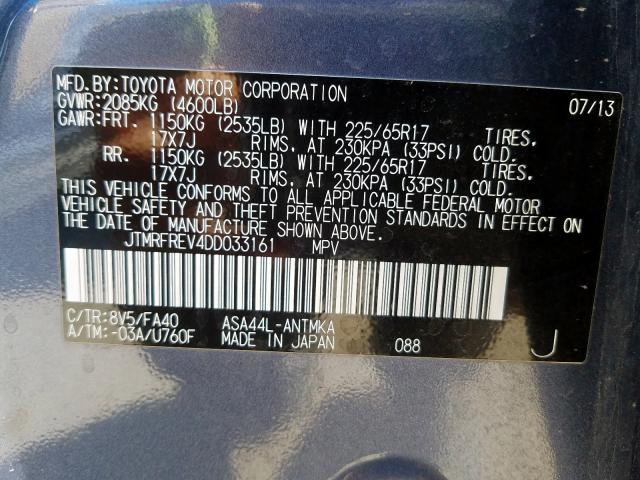 MFD. BY: TOYOTA MOTOR CORPORATION 07/13
GVWR: 2085KG (4600LB)
GAWR: FRT. 1150KG (2535LB) WITH 225/65R17 TIRES.
17X7J RIMS. AT 230KPA (33PSI) COLD.
RR. 1150KG (2535LB) WITH 225/65R17 TIRES.
17X7J RIMS. AT 230KPA (33PSI) COLD.
THIS VEHICLE CONFORMS TO ALL APPLICABLE FEDERAL MOTOR
VEHICLE SAFETY AND THEFT PREVENTION STANDARDS IN EFFECT ON
THE DATE OF MANUFACTURE SHOWN ABOVE.
JTMRFREV4DD033161 MPV
C/TR: 8V5/FA40 ASA44L-ANTMKA
A/TM: -03A/U760F MADE IN JAPAN 088 J